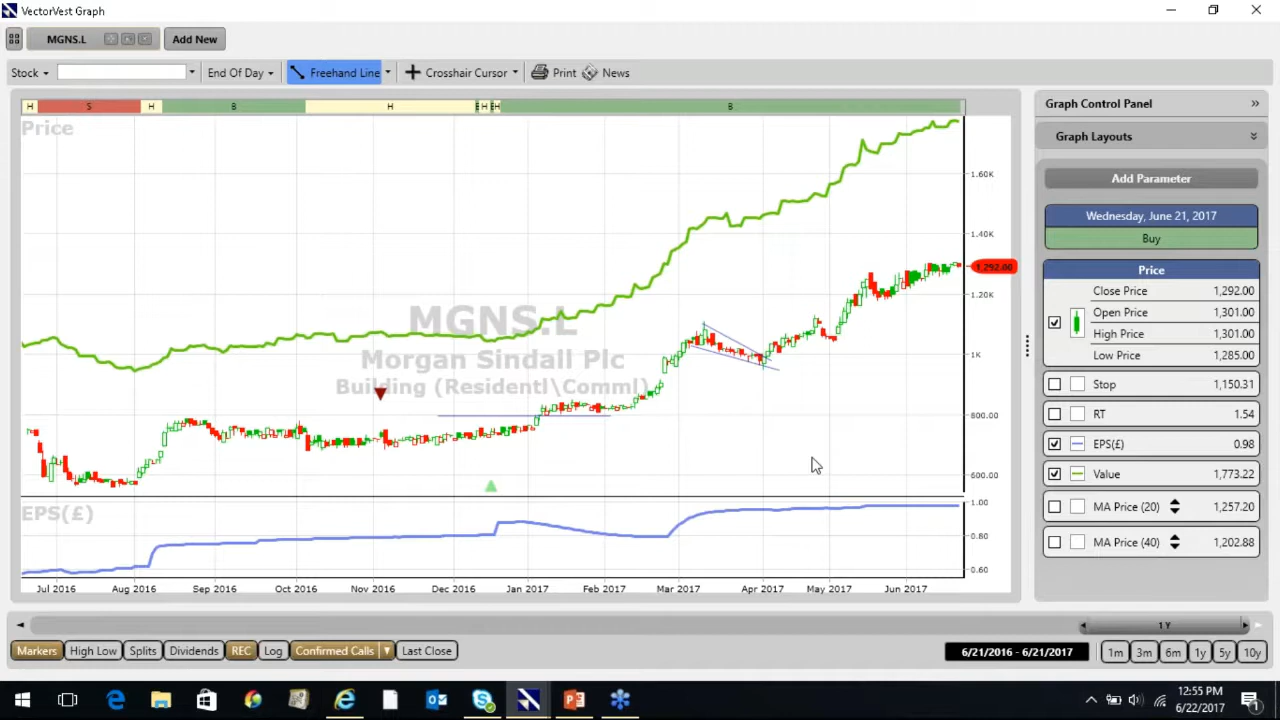 VectorVest Graph
MGNS.L
Add New
Stock
End Of Day
Freehand Line
Crosshair Cursor
Print
News
H S H B H E H E H B
Price
1.60K
1.40K
1,292.00
1.20K
1K
800.00
600.00
MGNS.L
Morgan Sindall Plc
Building (Residentl\Comml)
EPS(£)
1.00
0.80
0.60
Jul 2016 Aug 2016 Sep 2016 Oct 2016 Nov 2016 Dec 2016 Jan 2017 Feb 2017 Mar 2017 Apr 2017 May 2017 Jun 2017
Graph Control Panel
Graph Layouts
Add Parameter
Wednesday, June 21, 2017
Buy
Price
Close Price 1,292.00
Open Price 1,301.00
High Price 1,301.00
Low Price 1,285.00
Stop 1,150.31
RT 1.54
EPS(£) 0.98
Value 1,773.22
MA Price (20) 1,257.20
MA Price (40) 1,202.88
1 Y
Markers High Low Splits Dividends REC Log Confirmed Calls Last Close
6/21/2016 - 6/21/2017
1m 3m 6m 1y 5y 10y
12:55 PM
6/22/2017